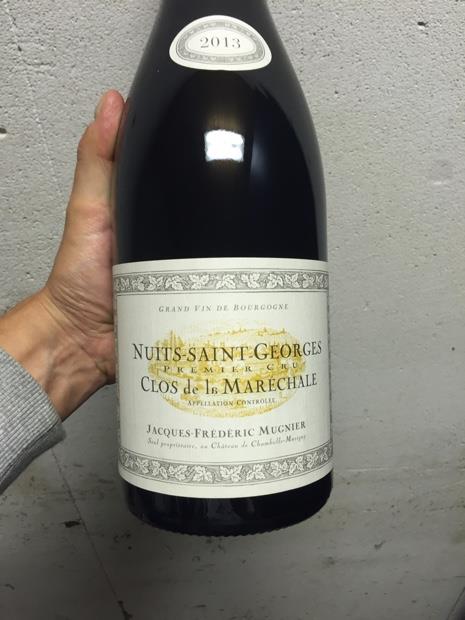 2013
GRAND VIN DE BOURGOGNE
NUITS-SAINT-GEORGES
PREMIER CRU
CLOS de la MARÉCHALE
APPELLATION CONTRÔLÉE
JACQUES-FRÉDÉRIC MUGNIER
Seul propriétaire, au Château de Chambolle-Musigny